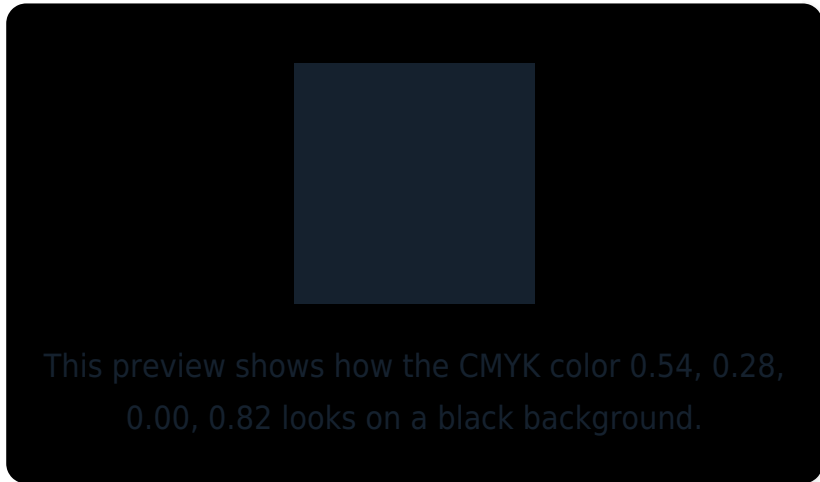 This preview shows how the CMYK color 0.54, 0.28,
0.00, 0.82 looks on a black background.